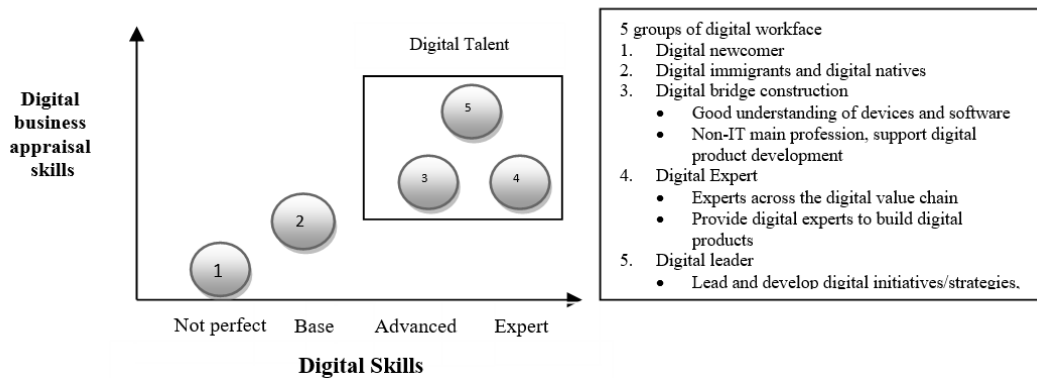 Digital
business
appraisal
skills
Digital Talent
5
3
4
2
1
Not perfect
Base
Advanced
Expert
Digital Skills
5 groups of digital workface
1. Digital newcomer
2. Digital immigrants and digital natives
3. Digital bridge construction
• Good understanding of devices and software
• Non-IT main profession, support digital
product development
4. Digital Expert
• Experts across the digital value chain
• Provide digital experts to build digital
products
5. Digital leader
• Lead and develop digital initiatives/strategies,